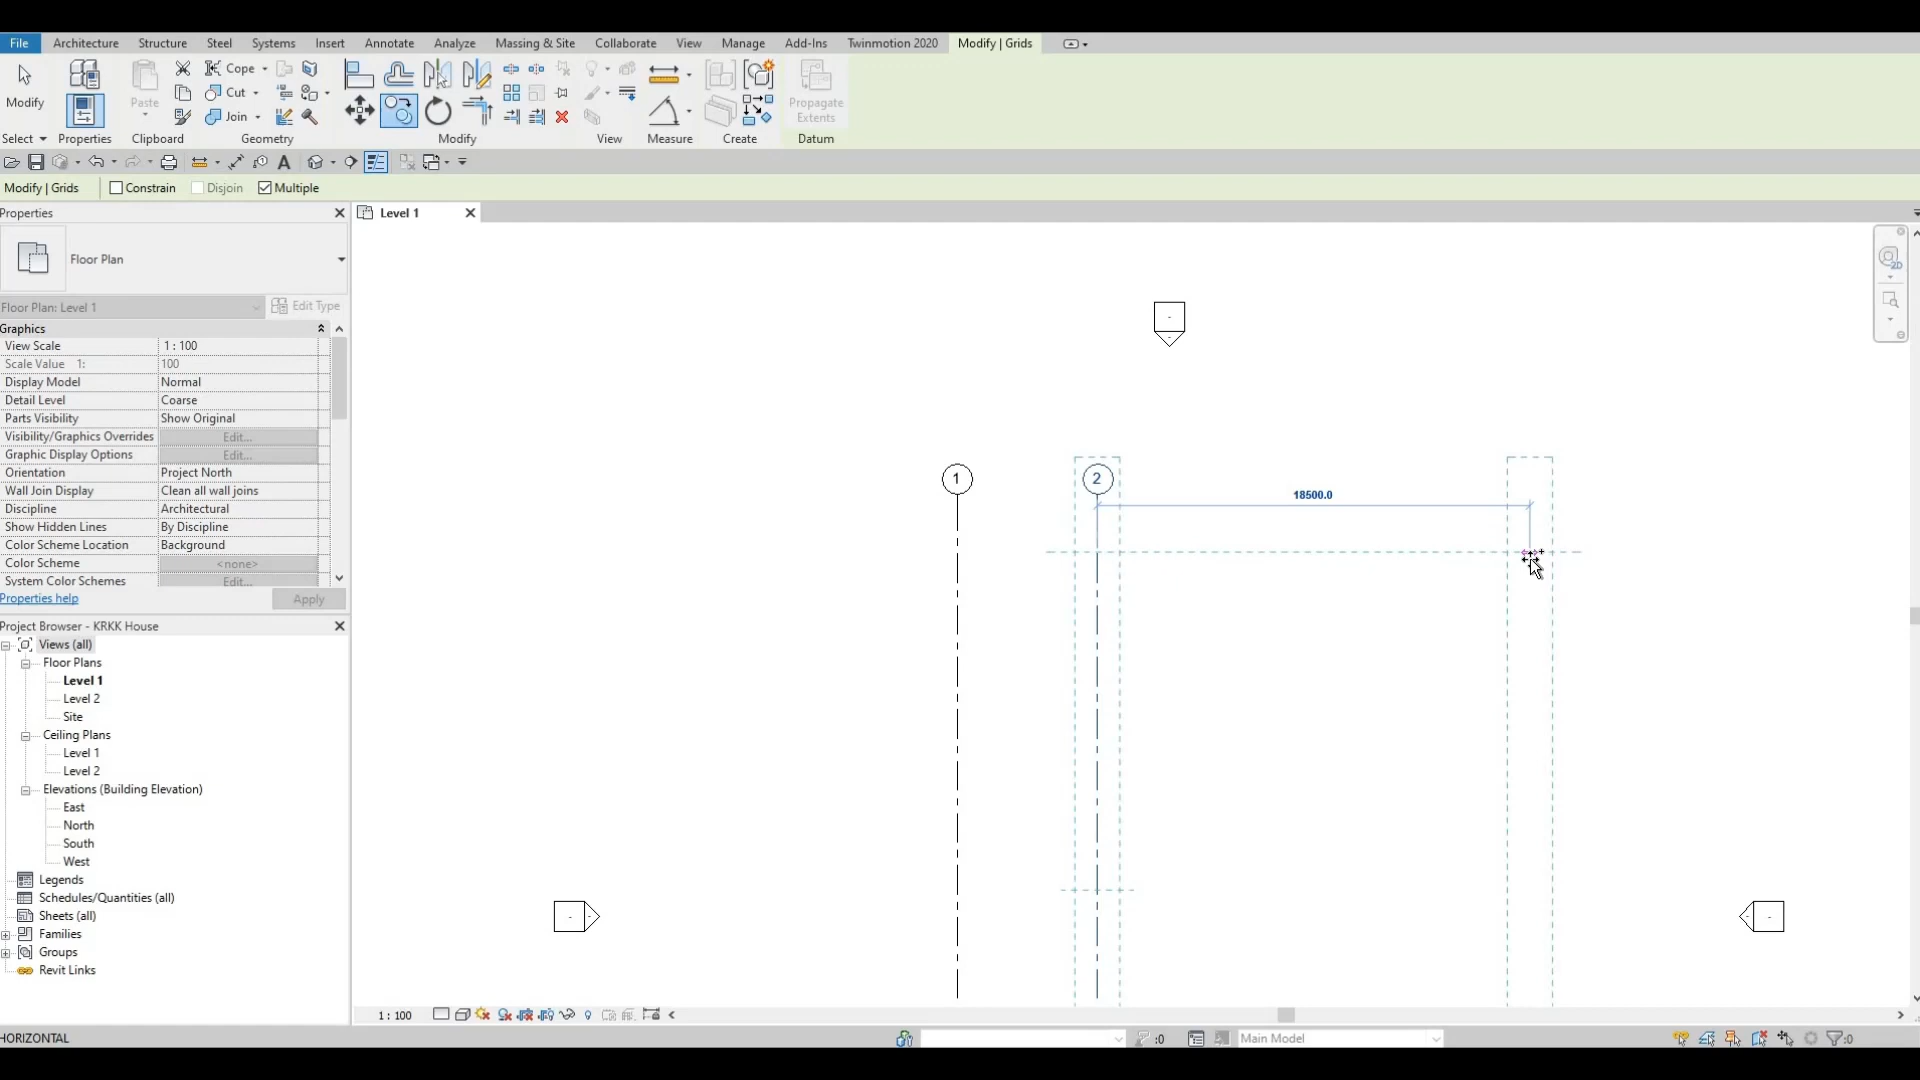 File Architecture Structure Steel Systems Insert Annotate Analyze Massing & Site Collaborate View Manage Add-Ins Twinmotion 2020 Modify | Grids
Modify
Paste
Cope
Cut
Join
Propagate
Extents
Select Properties Clipboard Geometry Modify View Measure Create Datum
Modify | Grids Constrain Disjoin Multiple
Properties
Level 1
Floor Plan
Floor Plan: Level 1 Edit Type
Graphics
View Scale 1 : 100
Scale Value 1: 100
Display Model Normal
Detail Level Coarse
Parts Visibility Show Original
Visibility/Graphics Overrides Edit...
Graphic Display Options Edit...
Orientation Project North
Wall Join Display Clean all wall joins
Discipline Architectural
Show Hidden Lines By Discipline
Color Scheme Location Background
Color Scheme <none>
System Color Schemes Edit...
Properties help Apply
Project Browser - KRKK House
Views (all)
Floor Plans
Level 1
Level 2
Site
Ceiling Plans
Level 1
Level 2
Elevations (Building Elevation)
East
North
South
West
Legends
Schedules/Quantities (all)
Sheets (all)
Families
Groups
Revit Links
1 2
18500.0
2D
1 : 100
HORIZONTAL :0 Main Model :0